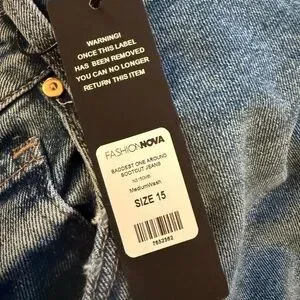 WARNING!
ONCE THIS LABEL
HAS BEEN REMOVED
YOU CAN NO LONGER
RETURN THIS ITEM
FASHIONNOVA
BADDEST ONE AROUND
BOOTCUT JEANS
MediumWash
SIZE 15
7652382